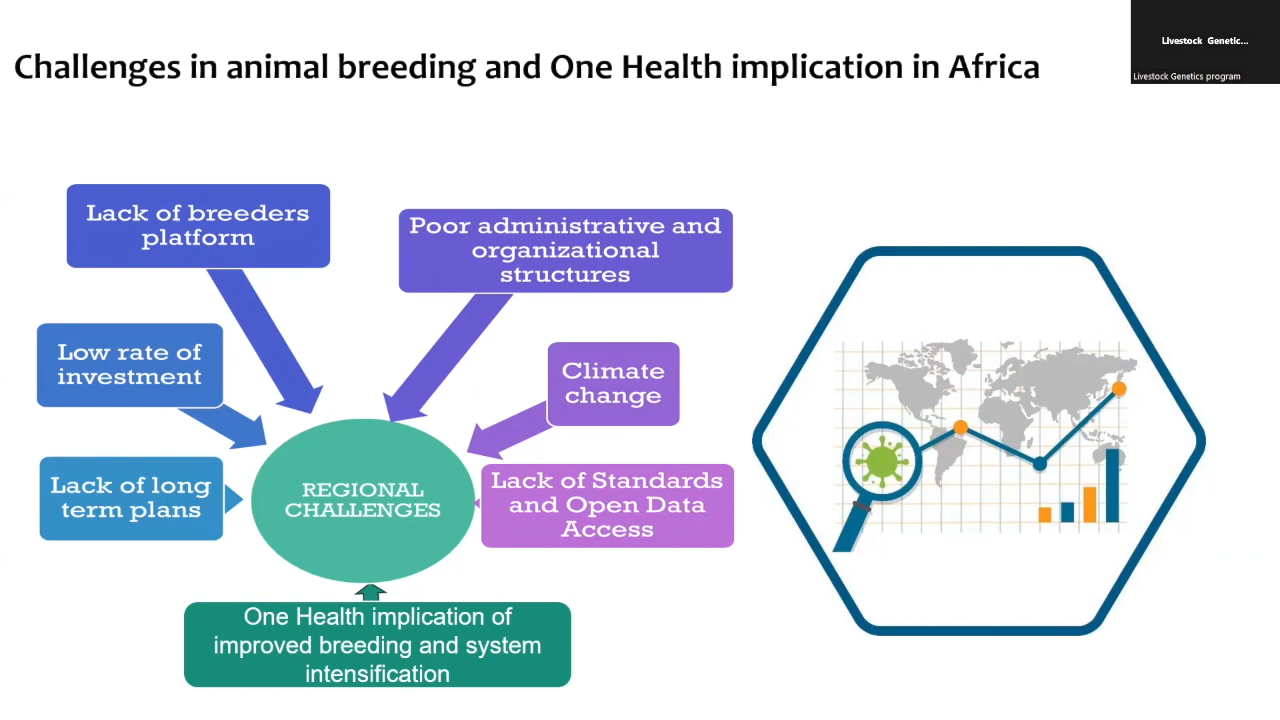 Challenges in animal breeding and One Health implication in Africa
Livestock Genetic...
Livestock Genetics program
Lack of breeders
platform
Poor administrative and
organizational
structures
Low rate of
investment
Climate
change
Lack of long
term plans
REGIONAL
CHALLENGES
Lack of Standards
and Open Data
Access
One Health implication of
improved breeding and system
intensification